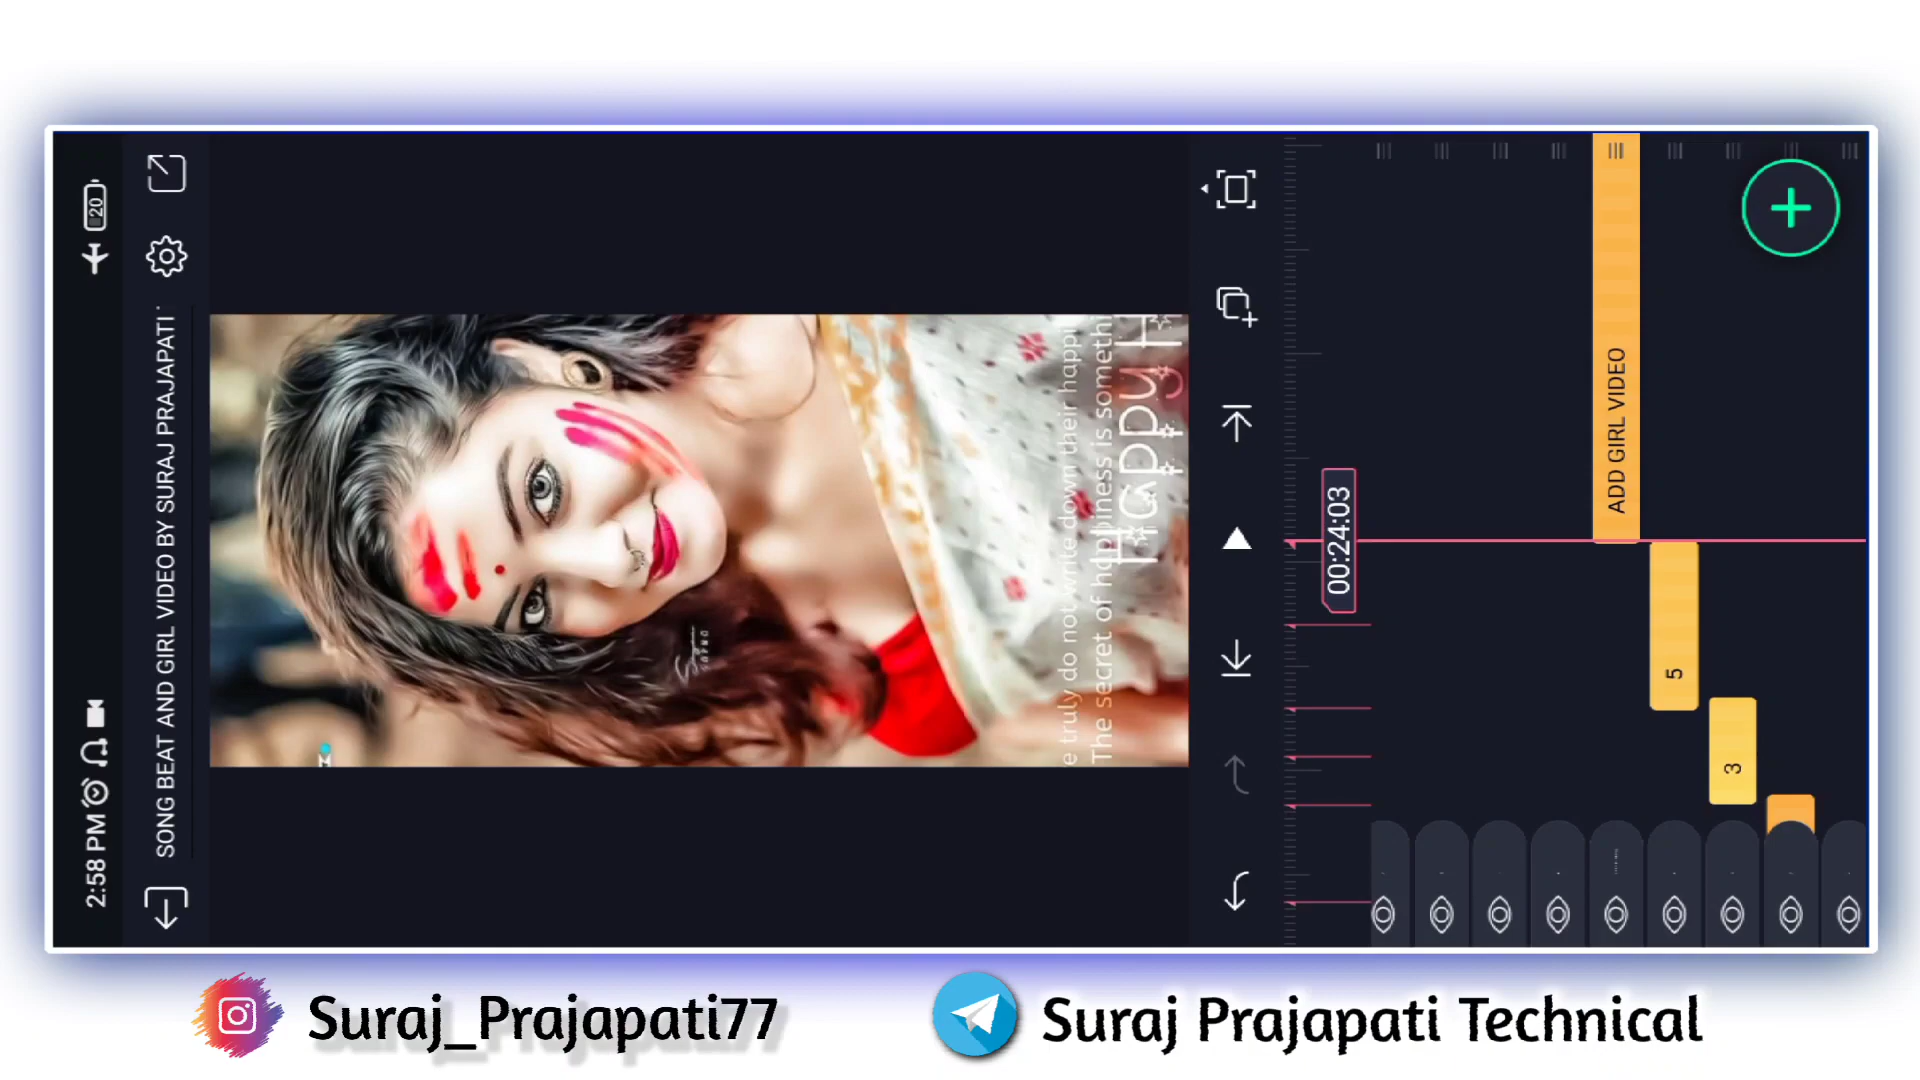 2:58 PM
20
SONG BEAT AND GIRL VIDEO BY SURAJ PRAJAPATI
e truly do not write down their happi
The secret of happiness is somethi
Happy H
00:24:03
ADD GIRL VIDEO
5
3
Suraj_Prajapati77
Suraj Prajapati Technical